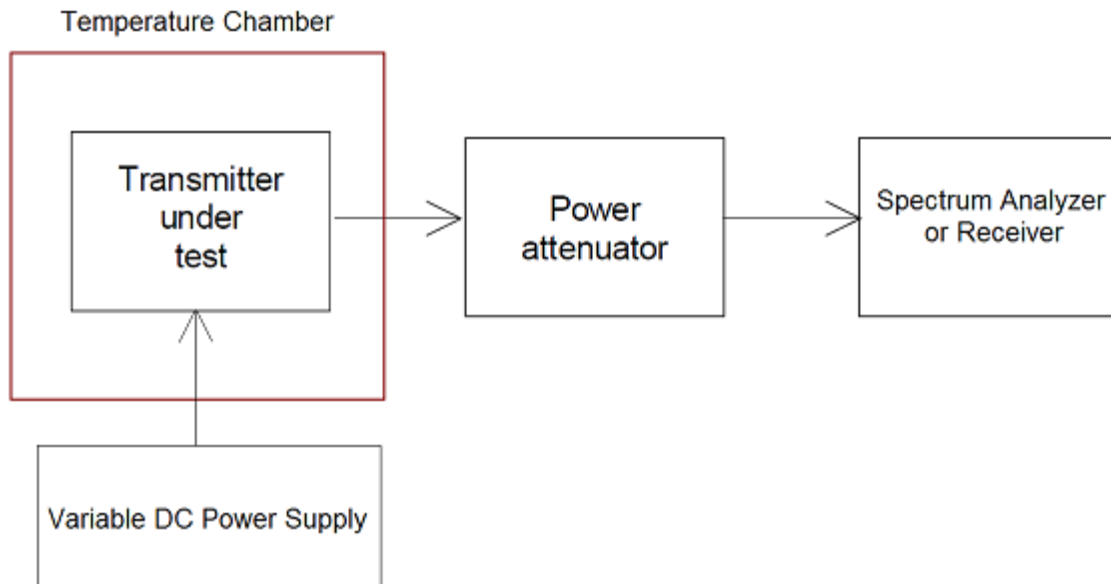 Temperature Chamber
Transmitter
under
test
Power
attenuator
Spectrum Analyzer
or Receiver
Variable DC Power Supply